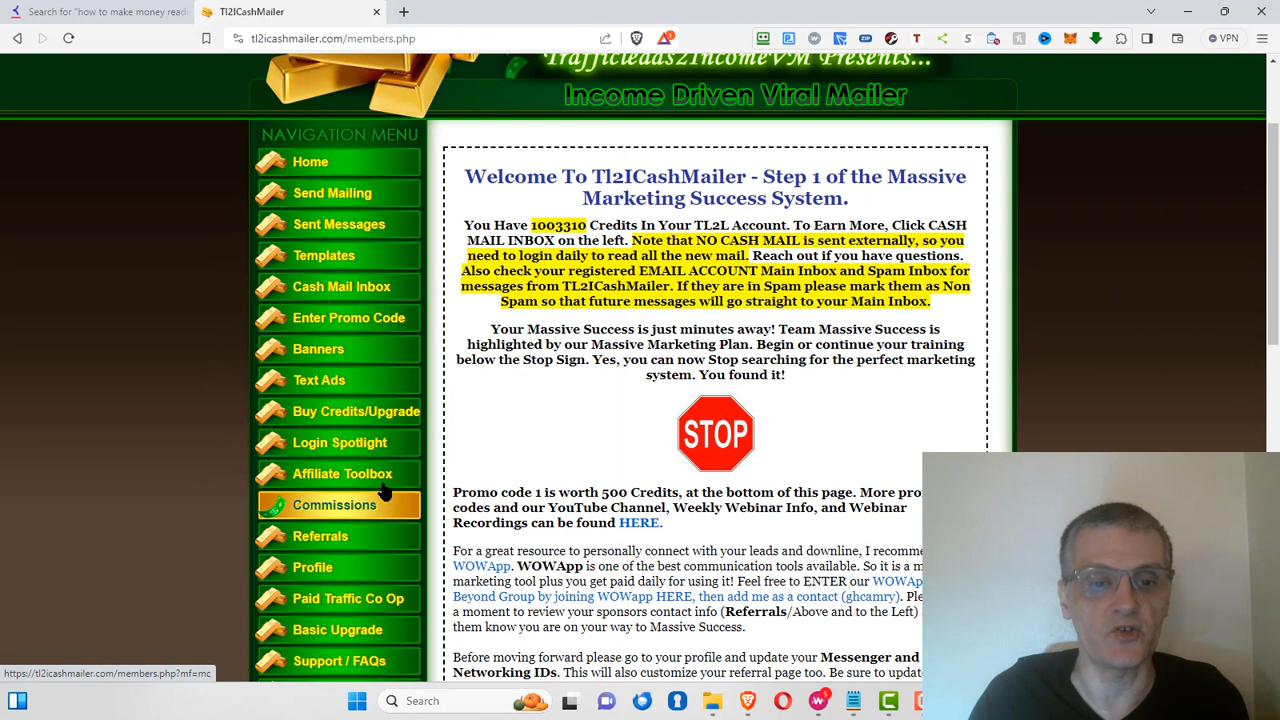 Search for "how to make money readi
Tl2ICashMailer
tl2icashmailer.com/members.php
VPN
Trafficleads2IncomeVM Presents...
Income Driven Viral Mailer
NAVIGATION MENU
Home
Send Mailing
Sent Messages
Templates
Cash Mail Inbox
Enter Promo Code
Banners
Text Ads
Buy Credits/Upgrade
Login Spotlight
Affiliate Toolbox
Commissions
Referrals
Profile
Paid Traffic Co Op
Basic Upgrade
Support / FAQs
Welcome To Tl2ICashMailer - Step 1 of the Massive
Marketing Success System.
You Have 1003310 Credits In Your TL2L Account. To Earn More, Click CASH
MAIL INBOX on the left. Note that NO CASH MAIL is sent externally, so you
need to login daily to read all the new mail. Reach out if you have questions.
Also check your registered EMAIL ACCOUNT Main Inbox and Spam Inbox for
messages from TL2ICashMailer. If they are in Spam please mark them as Non
Spam so that future messages will go straight to your Main Inbox.
Your Massive Success is just minutes away! Team Massive Success is
highlighted by our Massive Marketing Plan. Begin or continue your training
below the Stop Sign. Yes, you can now Stop searching for the perfect marketing
system. You found it!
STOP
Promo code 1 is worth 500 Credits, at the bottom of this page. More pro
codes and our YouTube Channel, Weekly Webinar Info, and Webinar
Recordings can be found HERE.
For a great resource to personally connect with your leads and downline, I recomme
WOWApp. WOWApp is one of the best communication tools available. So it is a m
marketing tool plus you get paid daily for using it! Feel free to ENTER our WOWAp
Beyond Group by joining WOWapp HERE, then add me as a contact (ghcamry). Ple
a moment to review your sponsors contact info (Referrals/Above and to the Left)
them know you are on your way to Massive Success.
Before moving forward please go to your profile and update your Messenger and
Networking IDs. This will also customize your referral page too. Be sure to updat
https://tl2icashmailer.com/members.php?mf=mc
Search